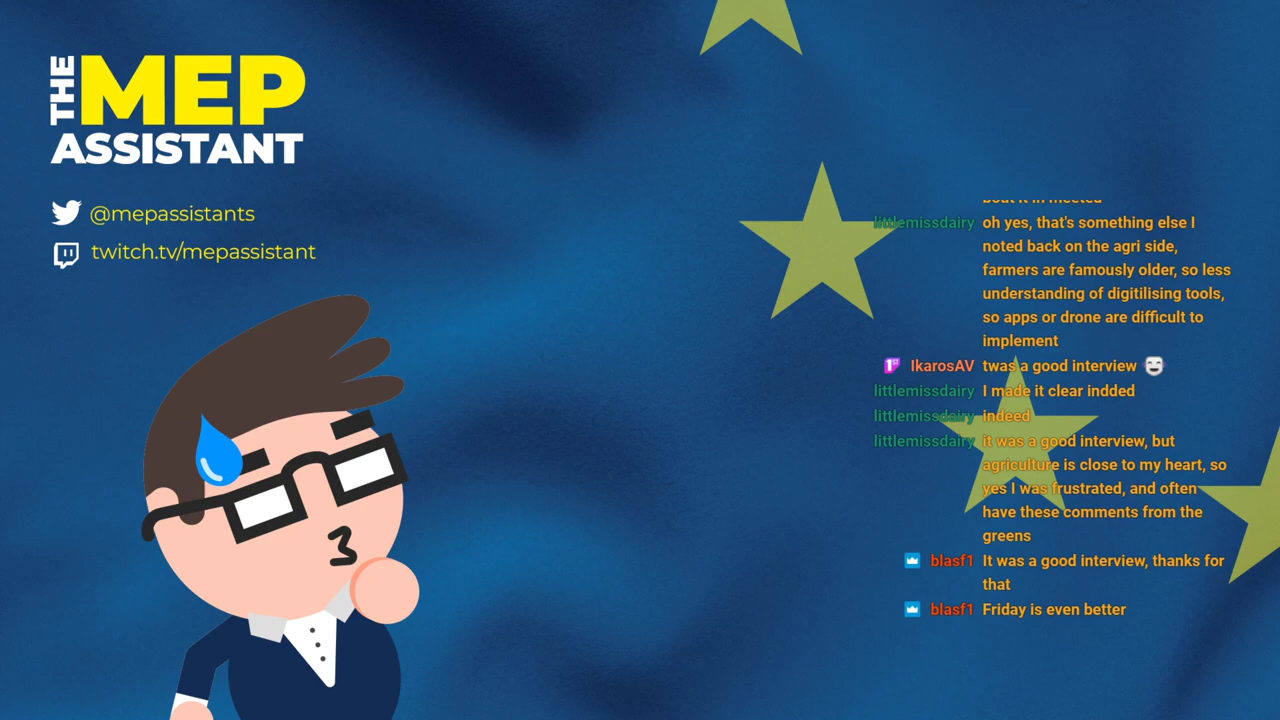 THE MEP
ASSISTANT
@mepassistants
twitch.tv/mepassistant
bout it in meeted
littlemissdairy oh yes, that's something else I
noted back on the agri side,
farmers are famously older, so less
understanding of digitilising tools,
so apps or drone are difficult to
implement
IkarosAV twas a good interview
littlemissdairy I made it clear indded
littlemissdairy indeed
littlemissdairy it was a good interview, but
agriculture is close to my heart, so
yes I was frustrated, and often
have these comments from the
greens
blasf1 It was a good interview, thanks for
that
blasf1 Friday is even better